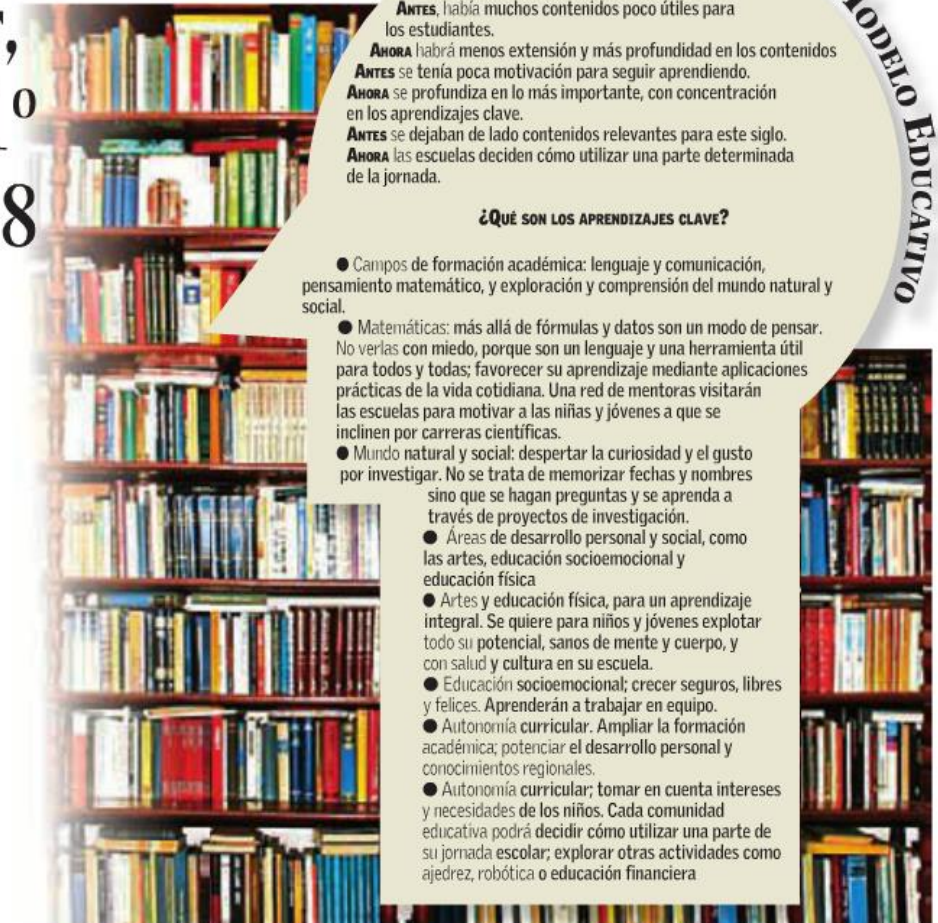 ,
o
8
ANTES, había muchos contenidos poco útiles para
los estudiantes.
AHORA habrá menos extensión y más profundidad en los contenidos
ANTES se tenía poca motivación para seguir aprendiendo.
AHORA se profundiza en lo más importante, con concentración
en los aprendizajes clave.
ANTES se dejaban de lado contenidos relevantes para este siglo.
AHORA las escuelas deciden cómo utilizar una parte determinada
de la jornada.
¿QUÉ SON LOS APRENDIZAJES CLAVE?
● Campos de formación académica: lenguaje y comunicación,
pensamiento matemático, y exploración y comprensión del mundo natural y
social.
● Matemáticas: más allá de fórmulas y datos son un modo de pensar.
No verlas con miedo, porque son un lenguaje y una herramienta útil
para todos y todas; favorecer su aprendizaje mediante aplicaciones
prácticas de la vida cotidiana. Una red de mentoras visitarán
las escuelas para motivar a las niñas y jóvenes a que se
inclinen por carreras científicas.
● Mundo natural y social: despertar la curiosidad y el gusto
por investigar. No se trata de memorizar fechas y nombres
sino que se hagan preguntas y se aprenda a
través de proyectos de investigación.
● Áreas de desarrollo personal y social, como
las artes, educación socioemocional y
educación física
● Artes y educación física, para un aprendizaje
integral. Se quiere para niños y jóvenes explotar
todo su potencial, sanos de mente y cuerpo, y
con salud y cultura en su escuela.
● Educación socioemocional; crecer seguros, libres
y felices. Aprenderán a trabajar en equipo.
● Autonomía curricular. Ampliar la formación
académica; potenciar el desarrollo personal y
conocimientos regionales.
● Autonomía curricular; tomar en cuenta intereses
y necesidades de los niños. Cada comunidad
educativa podrá decidir cómo utilizar una parte de
su jornada escolar; explorar otras actividades como
ajedrez, robótica o educación financiera
MODELO EDUCATIVO